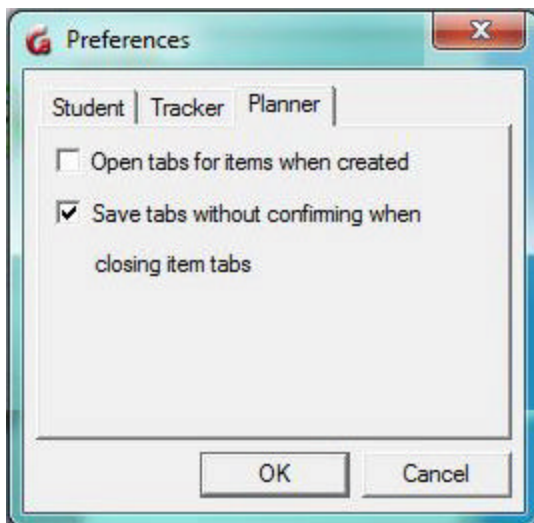 Preferences
Student Tracker Planner
Open tabs for items when created
Save tabs without confirming when
closing item tabs
OK Cancel